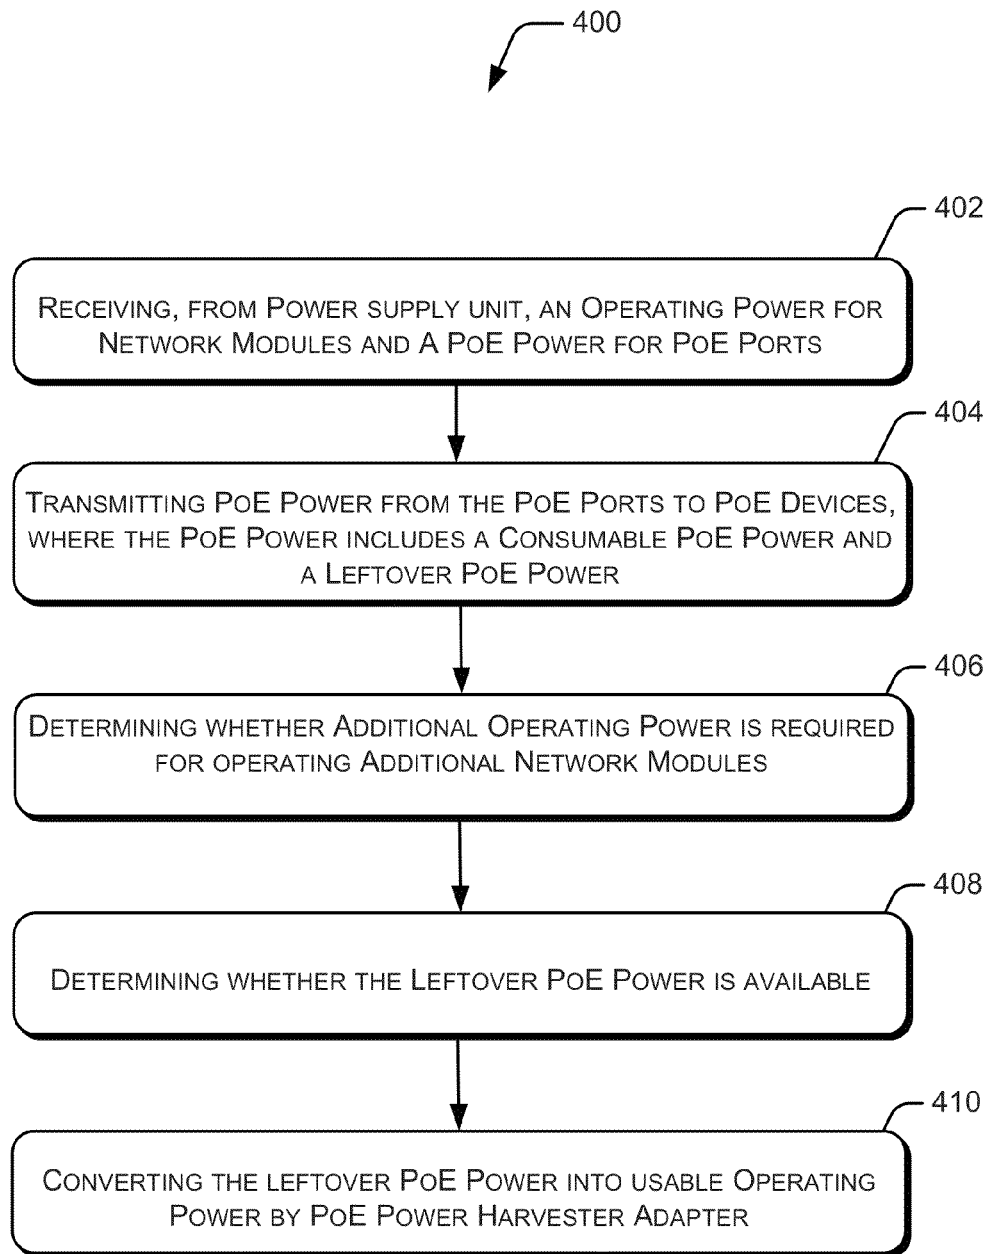 400
402
RECEIVING, FROM POWER SUPPLY UNIT, AN OPERATING POWER FOR
NETWORK MODULES AND A POE POWER FOR POE PORTS
404
TRANSMITTING POE POWER FROM THE POE PORTS TO POE DEVICES,
WHERE THE POE POWER INCLUDES A CONSUMABLE POE POWER AND
A LEFTOVER POE POWER
406
DETERMINING WHETHER ADDITIONAL OPERATING POWER IS REQUIRED
FOR OPERATING ADDITIONAL NETWORK MODULES
408
DETERMINING WHETHER THE LEFTOVER POE POWER IS AVAILABLE
410
CONVERTING THE LEFTOVER POE POWER INTO USABLE OPERATING
POWER BY POE POWER HARVESTER ADAPTER